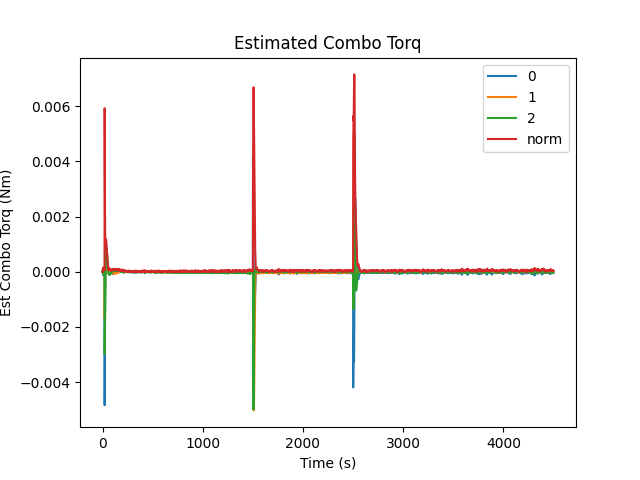 Estimated Combo Torq
Est Combo Torq (Nm)
0.006
0.004
0.002
0.000
−0.002
−0.004
0
1
2
norm
0 1000 2000 3000 4000
Time (s)